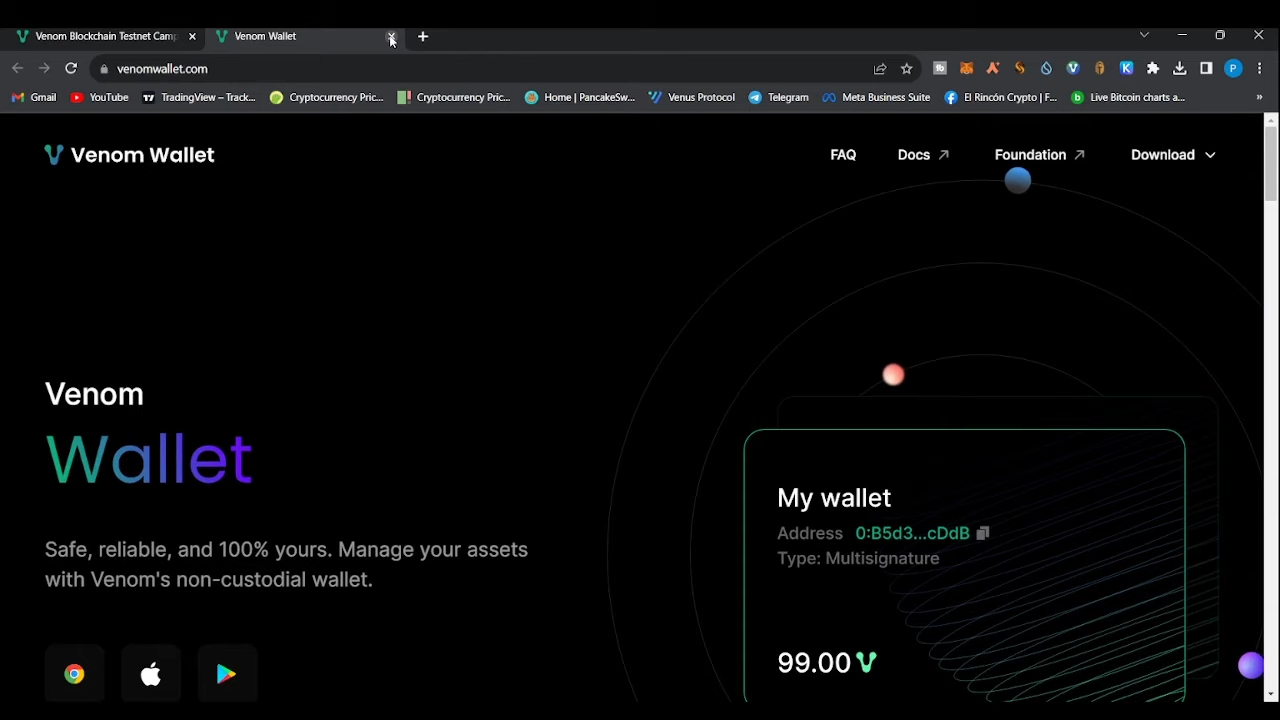 Venom Blockchain Testnet Camp
Venom Wallet
venomwallet.com
Gmail
YouTube
TradingView – Track...
Cryptocurrency Pric...
Cryptocurrency Pric...
Home | PancakeSw...
Venus Protocol
Telegram
Meta Business Suite
El Rincón Crypto | F...
Live Bitcoin charts a...
»
Venom Wallet
FAQ
Docs
Foundation
Download
Venom
Wallet
Safe, reliable, and 100% yours. Manage your assets
with Venom's non-custodial wallet.
My wallet
Address 0:B5d3...cDdB
Type: Multisignature
99.00